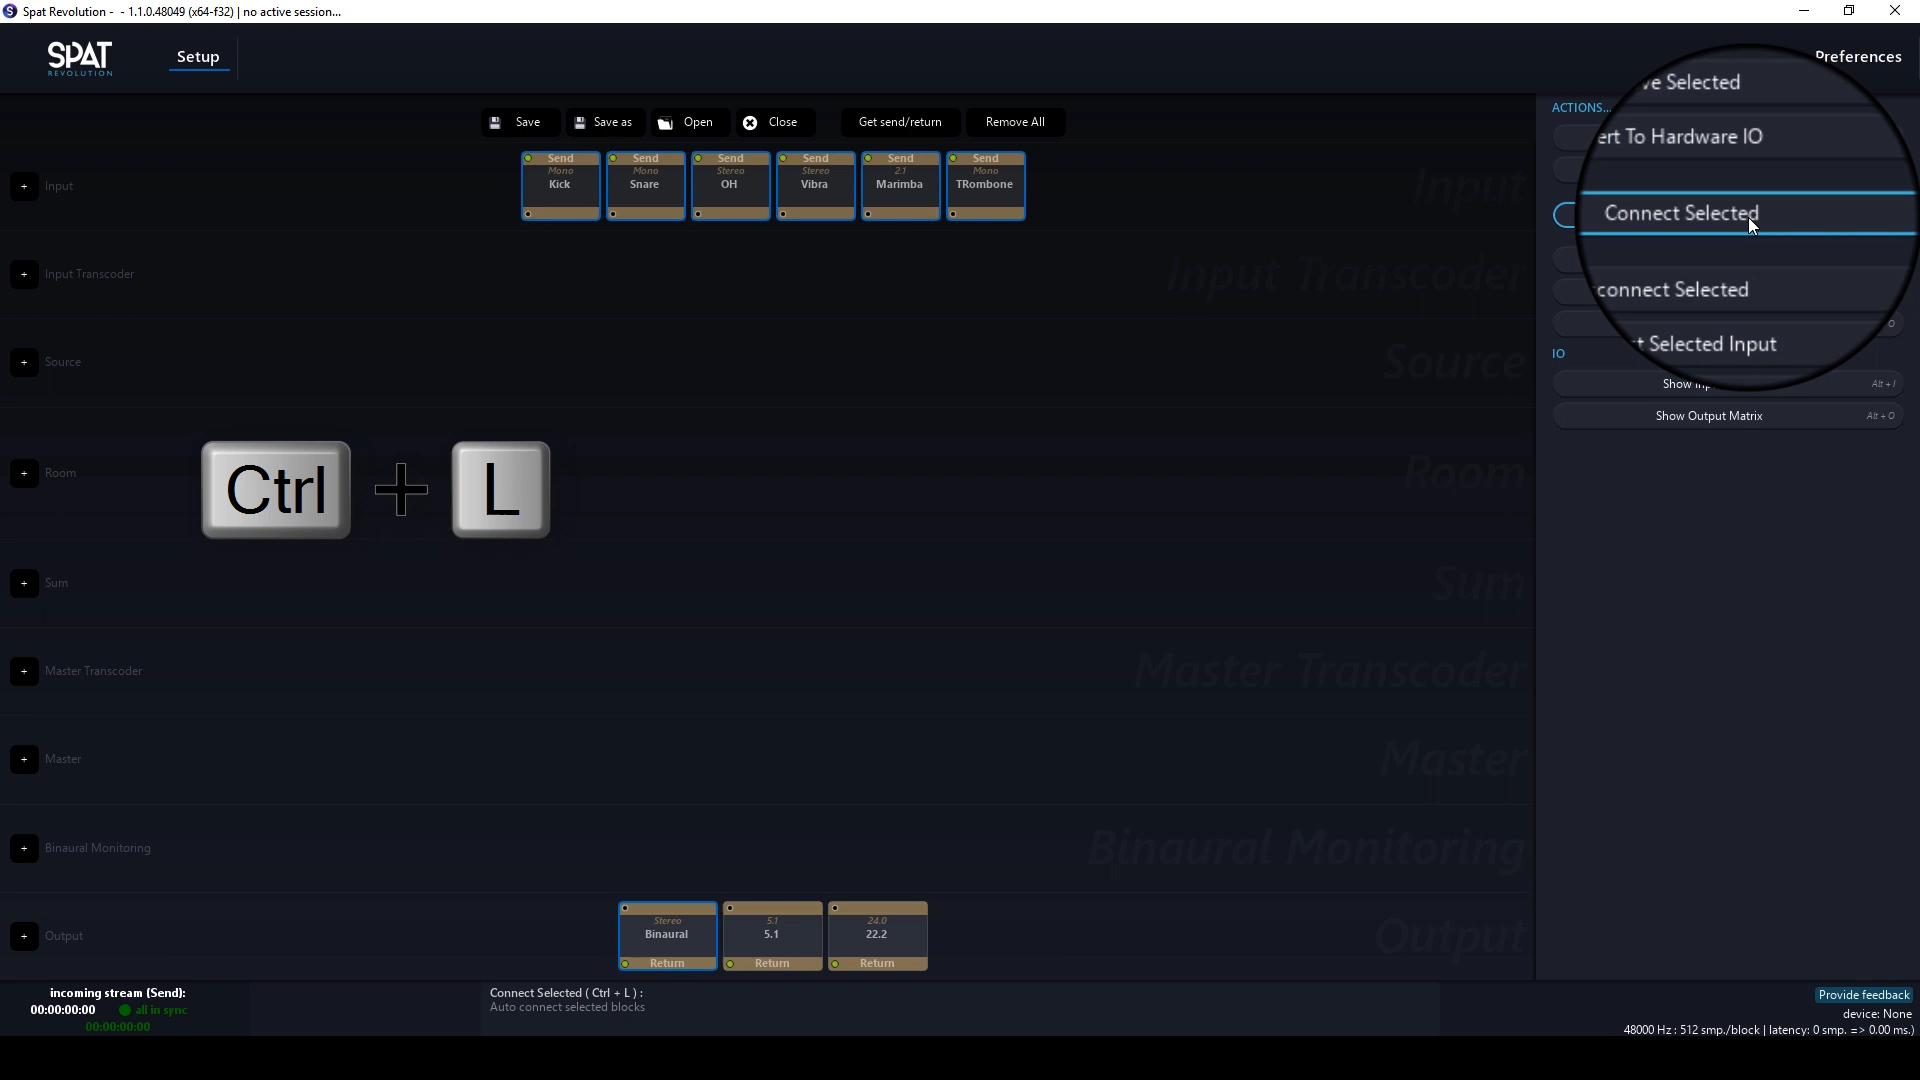 Spat Revolution - - 1.1.0.48049 (x64-f32) | no active session...
SPAT
REVOLUTION
Setup
Preferences
Save
Save as
Open
Close
Get send/return
Remove All
ACTIONS...
ve Selected
ert To Hardware IO
Connect Selected
connect Selected
t Selected Input
O
IO
Show Inp
Alt + I
Show Output Matrix
Alt + O
+ Input
Send
Mono
Kick
Send
Mono
Snare
Send
Stereo
OH
Send
Stereo
Vibra
Send
2.1
Marimba
Send
Mono
TRombone
Input
+ Input Transcoder
Input Transcoder
+ Source
Source
+ Room
Room
Ctrl + L
+ Sum
Sum
+ Master Transcoder
Master Transcoder
+ Master
Master
+ Binaural Monitoring
Binaural Monitoring
+ Output
Stereo
Binaural
Return
5.1
5.1
Return
24.0
22.2
Return
Output
incoming stream (Send):
00:00:00:00
all in sync
00:00:00:00
Connect Selected ( Ctrl + L ) :
Auto connect selected blocks
Provide feedback
device: None
48000 Hz : 512 smp./block | latency: 0 smp. => 0.00 ms.)